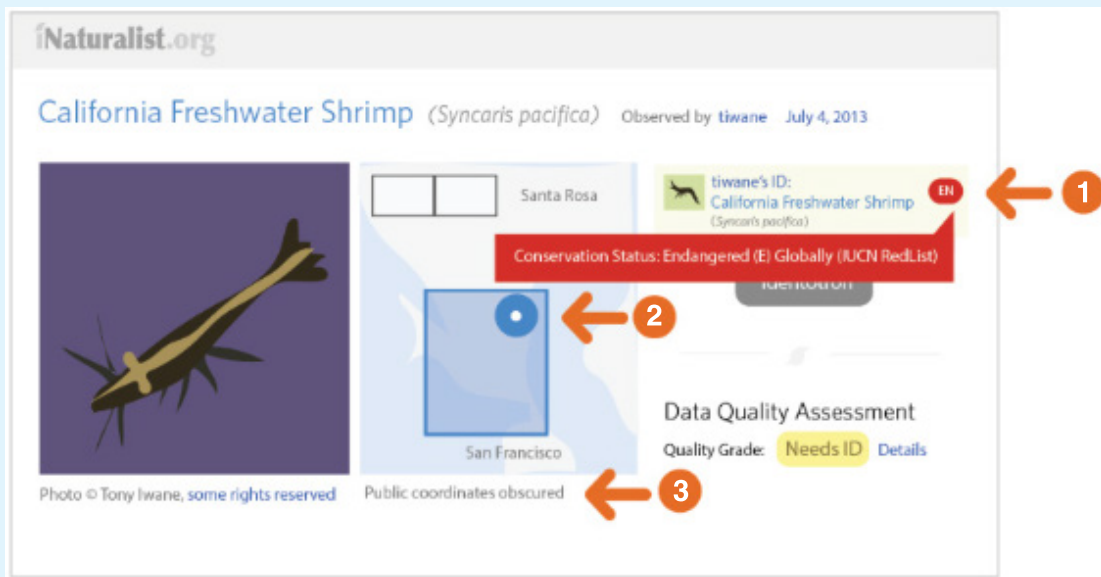 iNaturalist.org
California Freshwater Shrimp (Syncaris pacifica) Observed by tiwane July 4, 2013
Santa Rosa
tiwane's ID:
California Freshwater Shrimp
(Syncaris pacifica)
EN
1
Conservation Status: Endangered (E) Globally (IUCN RedList)
Identotron
2
San Francisco
Data Quality Assessment
Quality Grade: Needs ID Details
Photo © Tony Iwane, some rights reserved
Public coordinates obscured
3